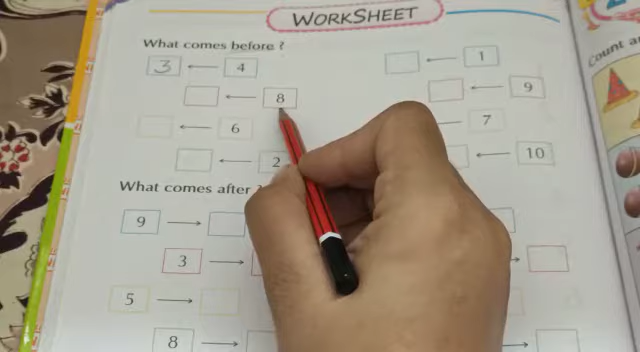 WORKSHEET
What comes before ?
3 ← 4
← 1
← 8
← 9
← 6
7
← 2
← 10
What comes after
9 →
3 →
5 →
8 →
Count